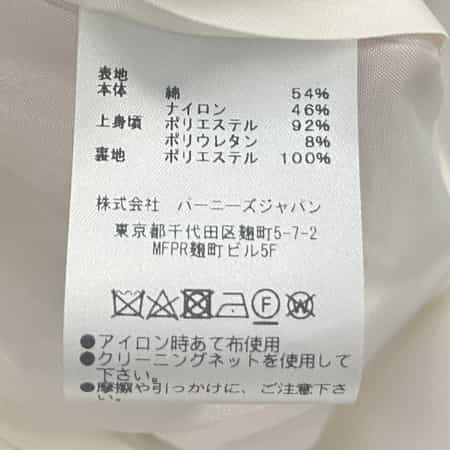 表地
本体 綿 54%
ナイロン 46%
上身頃 ポリエステル 92%
ポリウレタン 8%
裏地 ポリエステル 100%
株式会社 バーニーズジャパン
東京都千代田区麹町5-7-2
MFPR麹町ビル5F
F W
●アイロン時あて布使用
●クリーニングネットを使用して
下さい。
●摩擦や引っかけに、ご注意下さ
い。